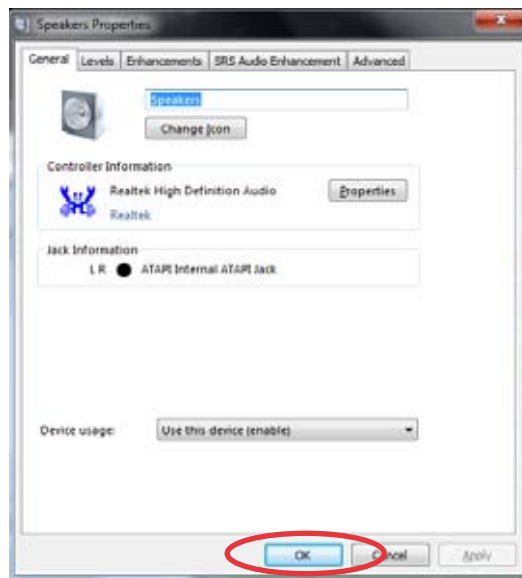 Speakers Properties
General Levels Enhancements SRS Audio Enhancement Advanced
Speakers
Change Icon
Controller Information
Realtek High Definition Audio Properties
Realtek
Jack Information
L R ATAPI Internal ATAPI Jack
Device usage: Use this device (enable)
OK Cancel Apply